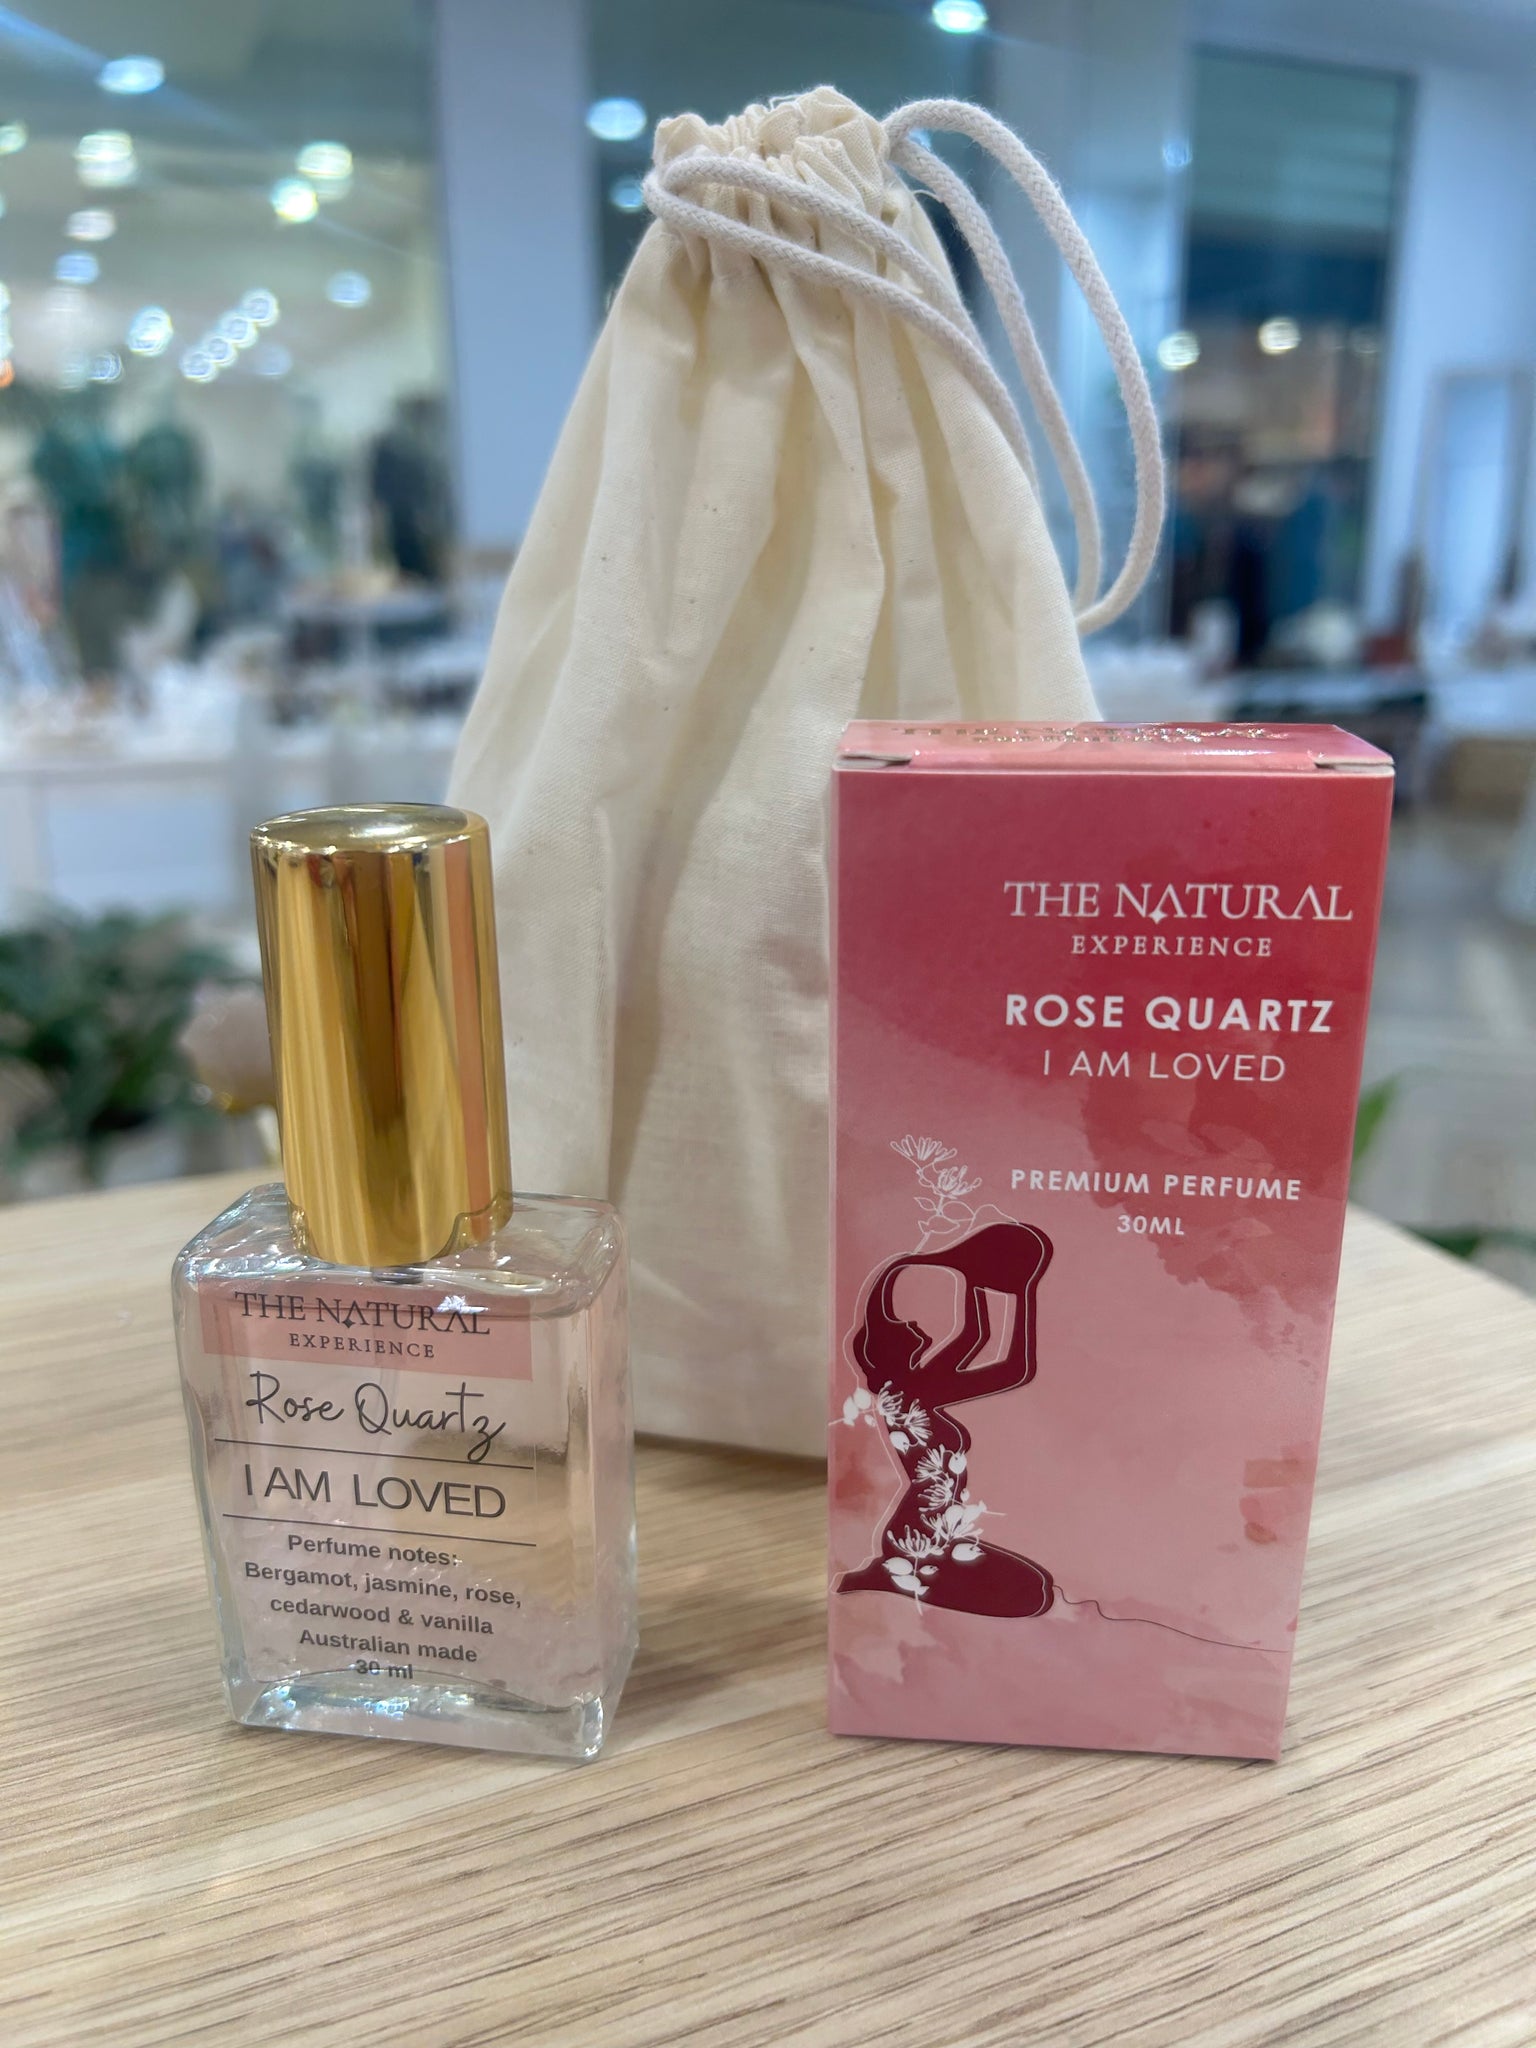 THE NATURAL
EXPERIENCE
Rose Quartz
I AM LOVED
Perfume notes:
Bergamot, jasmine, rose,
cedarwood & vanilla
Australian made
30 ml
THE NATURAL
EXPERIENCE
ROSE QUARTZ
I AM LOVED
PREMIUM PERFUME
30ML